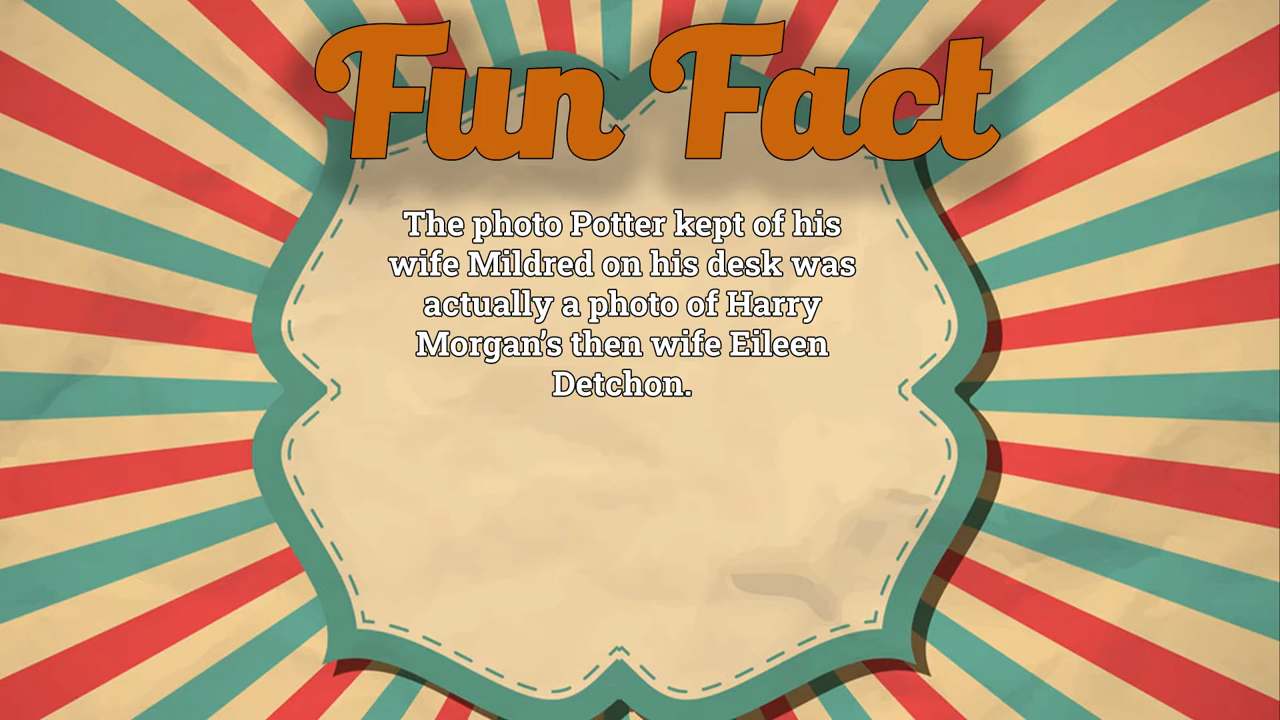 Fun Fact
The photo Potter kept of his
wife Mildred on his desk was
actually a photo of Harry
Morgan’s then wife Eileen
Detchon.